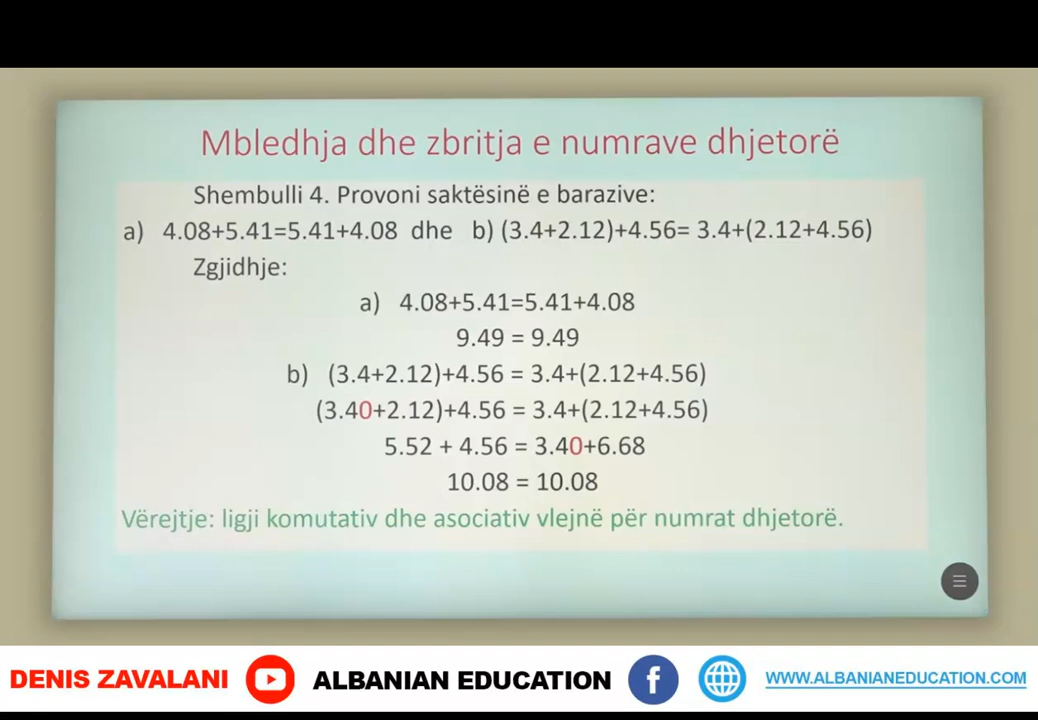 Mbledhja dhe zbritja e numrave dhjetorë
Shembulli 4. Provoni saktësinë e barazive:
a) 4.08+5.41=5.41+4.08 dhe b) (3.4+2.12)+4.56= 3.4+(2.12+4.56)
Zgjidhje:
a) 4.08+5.41=5.41+4.08
9.49 = 9.49
b) (3.4+2.12)+4.56 = 3.4+(2.12+4.56)
(3.40+2.12)+4.56 = 3.4+(2.12+4.56)
5.52 + 4.56 = 3.40+6.68
10.08 = 10.08
Vërejtje: ligji komutativ dhe asociativ vlejnë për numrat dhjetorë.
DENIS ZAVALANI ALBANIAN EDUCATION WWW.ALBANIANEDUCATION.COM